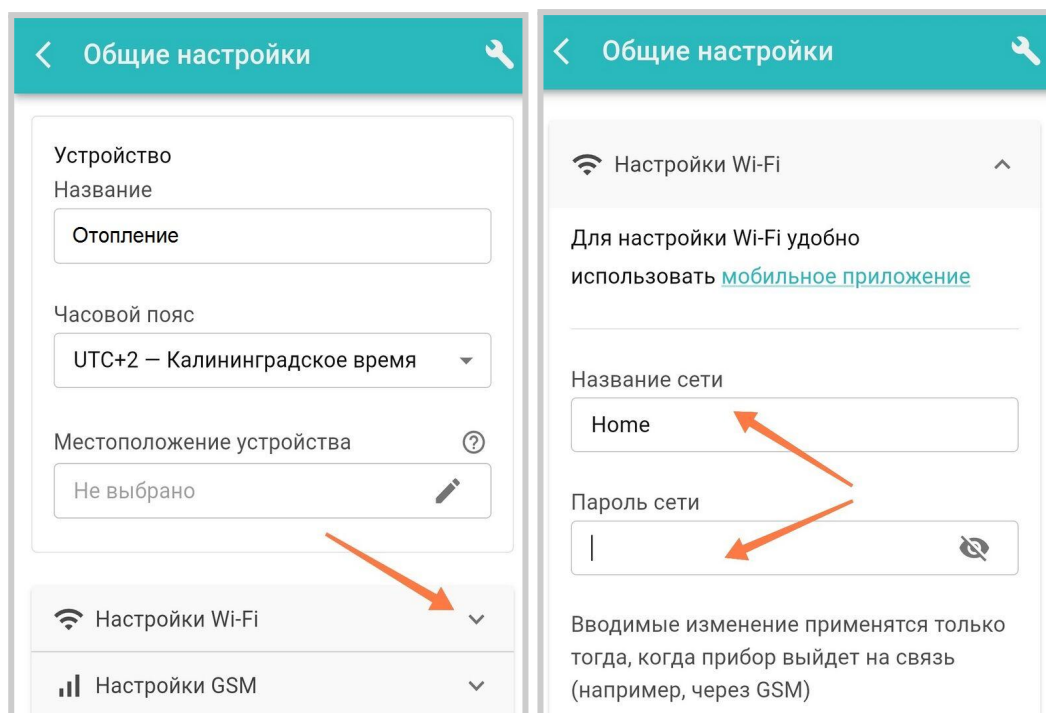 Общие настройки
Устройство
Название
Отопление
Часовой пояс
UTC+2 — Калининградское время
Местоположение устройства
Не выбрано
Настройки Wi-Fi
Настройки GSM
Общие настройки
Настройки Wi-Fi
Для настройки Wi-Fi удобно
использовать мобильное приложение
Название сети
Home
Пароль сети
Вводимые изменение применятся только
тогда, когда прибор выйдет на связь
(например, через GSM)